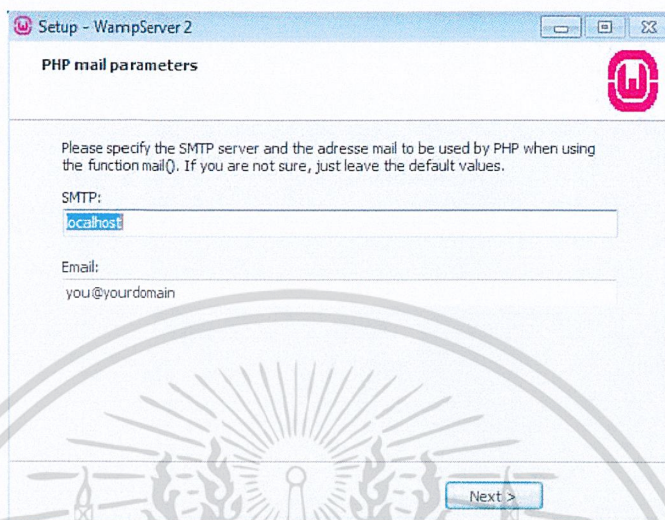 Setup - WampServer 2
PHP mail parameters
Please specify the SMTP server and the adresse mail to be used by PHP when using
the function mail(). If you are not sure, just leave the default values.
SMTP:
localhost
Email:
you@yourdomain
Next >